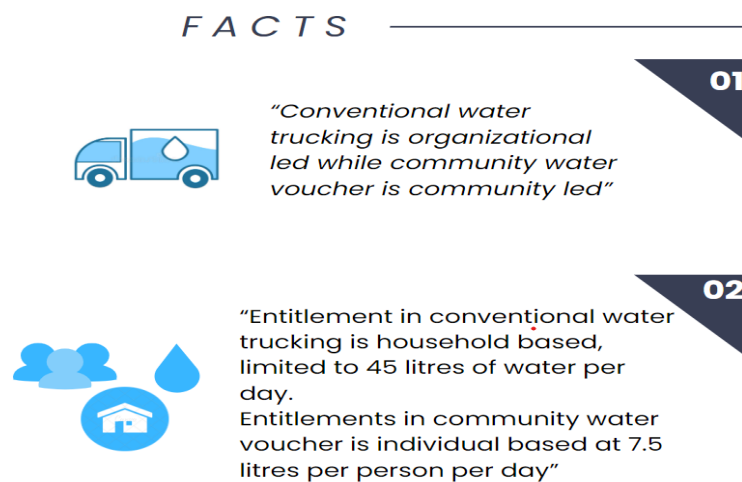 FACTS
01
“Conventional water
trucking is organizational
led while community water
voucher is community led”
02
“Entitlement in conventional water
trucking is household based,
limited to 45 litres of water per
day.
Entitlements in community water
voucher is individual based at 7.5
litres per person per day”